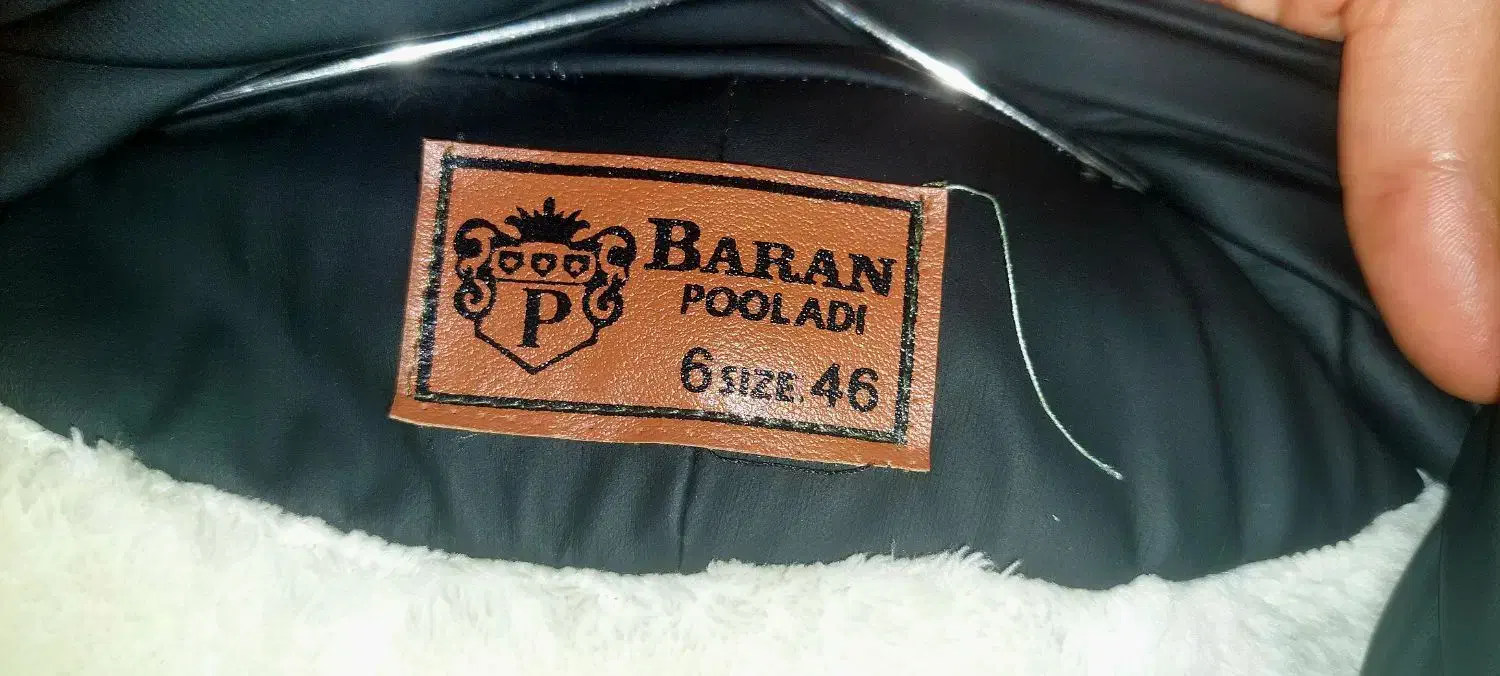 P
BARAN
POOLADI
6 SIZE. 46